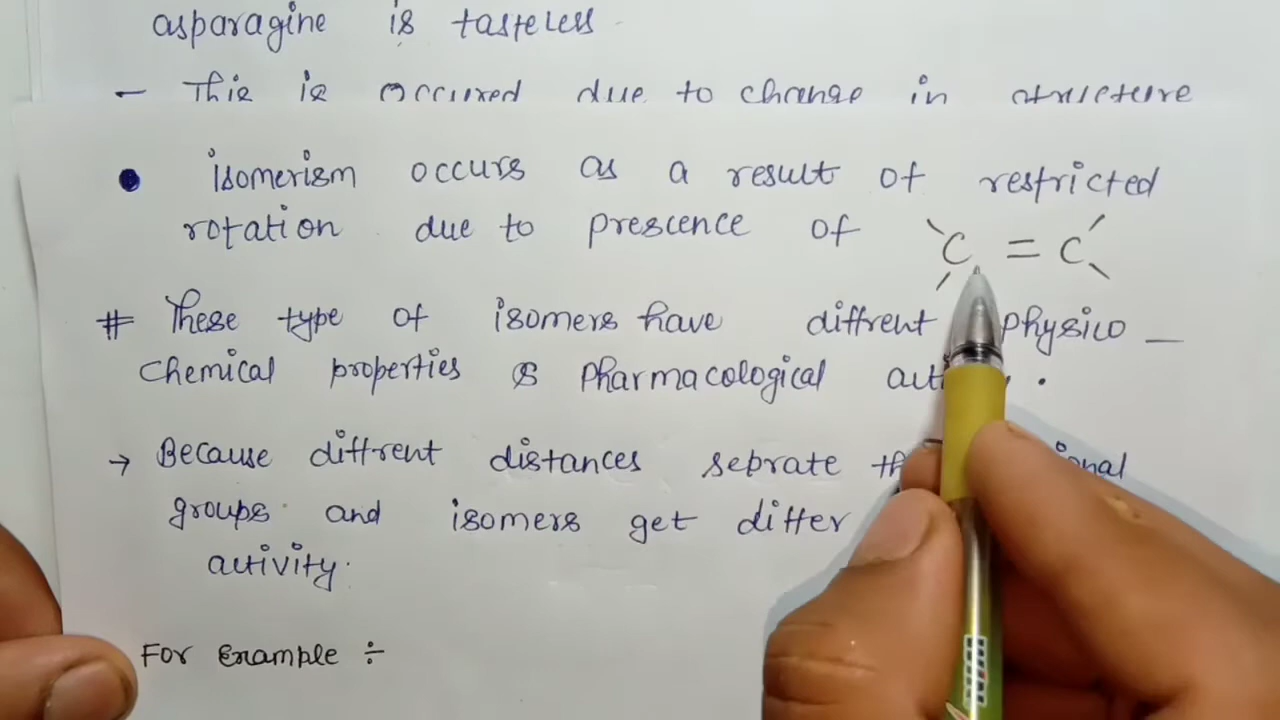 asparagine is tasteless
– This is occured due to change in structure
• isomerism occurs as a result of restricted
rotation due to prescence of C = C
# These type of isomers have diffrent physico –
chemical properties & Pharmacological
→ Because diffrent distances seprate
groups and isomers get differ
activity.
For Example ÷